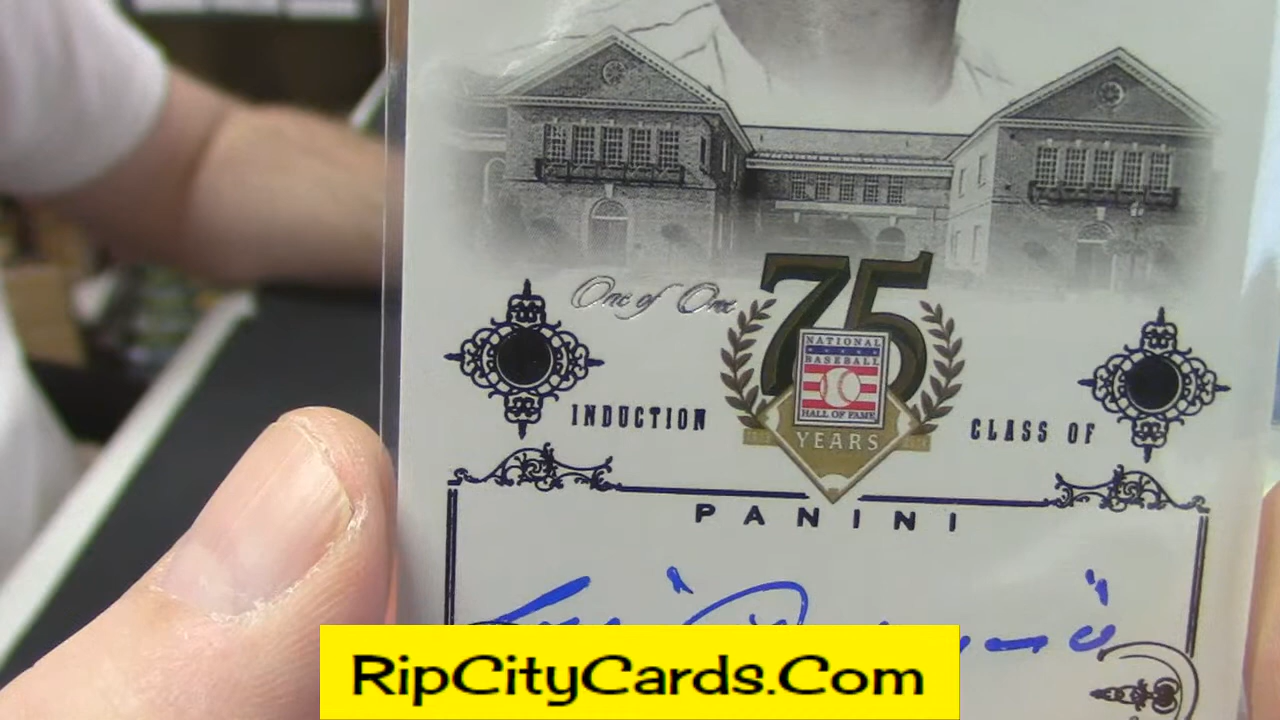 One of One
75
NATIONAL
BASEBALL
HALL OF FAME
YEARS
INDUCTION
CLASS OF
PANINI
RipCityCards.Com